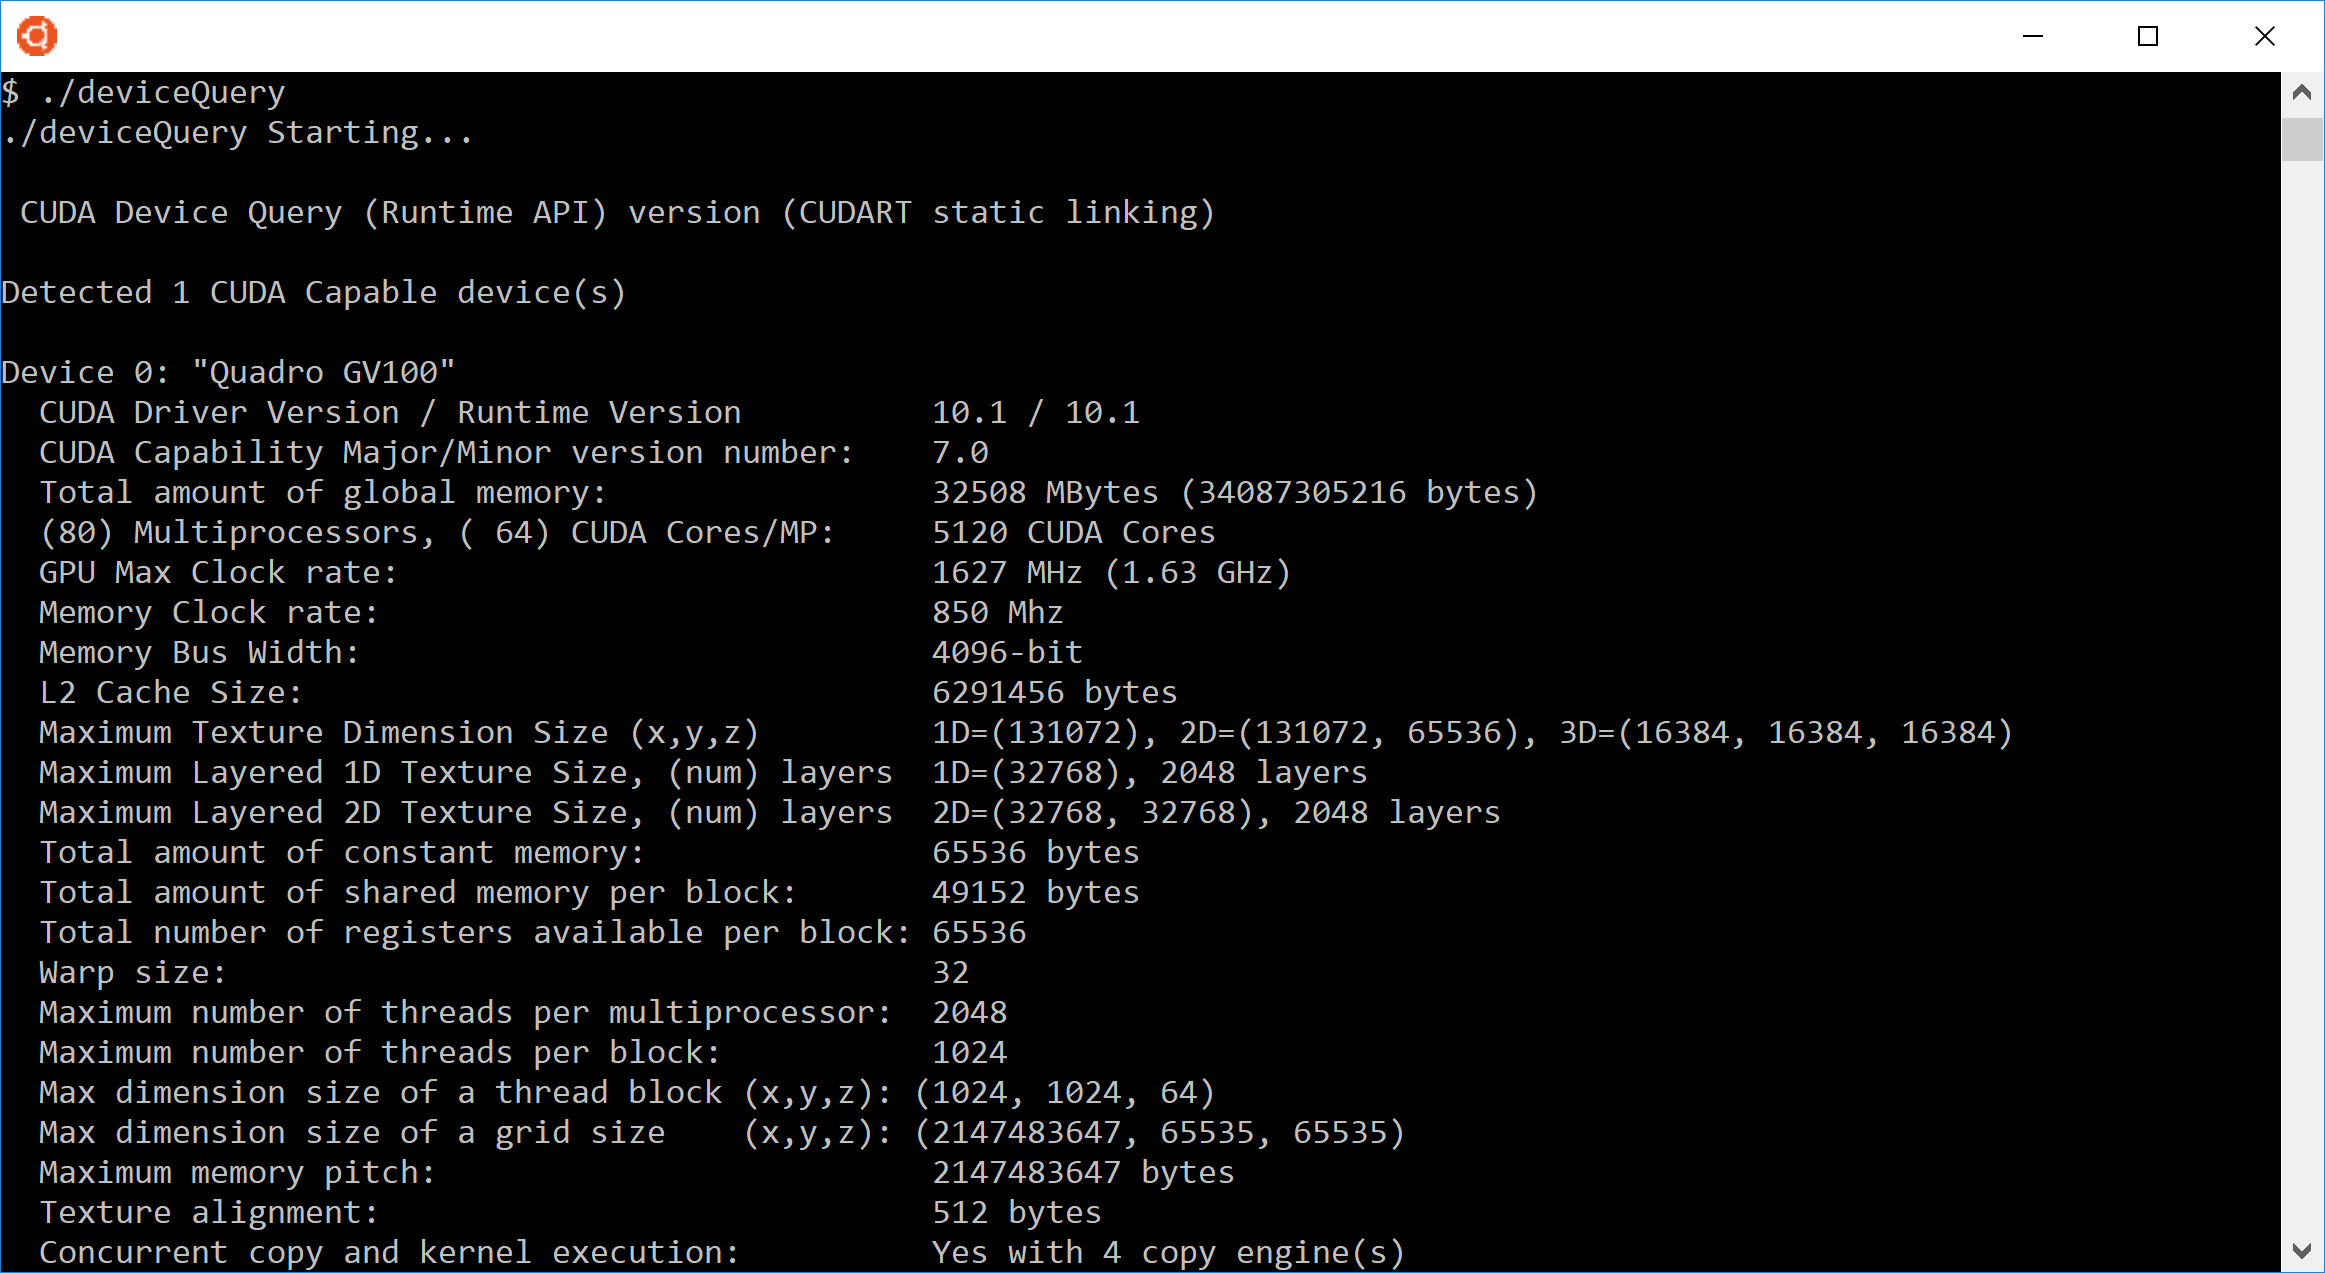 $ ./deviceQuery
./deviceQuery Starting...
CUDA Device Query (Runtime API) version (CUDART static linking)
Detected 1 CUDA Capable device(s)
Device 0: "Quadro GV100"
CUDA Driver Version / Runtime Version 10.1 / 10.1
CUDA Capability Major/Minor version number: 7.0
Total amount of global memory: 32508 MBytes (34087305216 bytes)
(80) Multiprocessors, ( 64) CUDA Cores/MP: 5120 CUDA Cores
GPU Max Clock rate: 1627 MHz (1.63 GHz)
Memory Clock rate: 850 Mhz
Memory Bus Width: 4096-bit
L2 Cache Size: 6291456 bytes
Maximum Texture Dimension Size (x,y,z) 1D=(131072), 2D=(131072, 65536), 3D=(16384, 16384, 16384)
Maximum Layered 1D Texture Size, (num) layers 1D=(32768), 2048 layers
Maximum Layered 2D Texture Size, (num) layers 2D=(32768, 32768), 2048 layers
Total amount of constant memory: 65536 bytes
Total amount of shared memory per block: 49152 bytes
Total number of registers available per block: 65536
Warp size: 32
Maximum number of threads per multiprocessor: 2048
Maximum number of threads per block: 1024
Max dimension size of a thread block (x,y,z): (1024, 1024, 64)
Max dimension size of a grid size (x,y,z): (2147483647, 65535, 65535)
Maximum memory pitch: 2147483647 bytes
Texture alignment: 512 bytes
Concurrent copy and kernel execution: Yes with 4 copy engine(s)